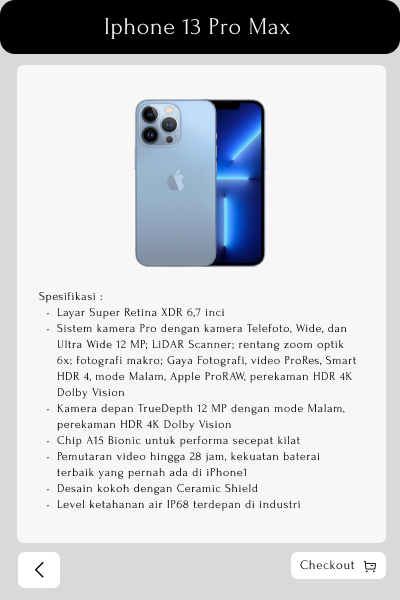 Iphone 13 Pro Max
Spesifikasi :
- Layar Super Retina XDR 6,7 inci
- Sistem kamera Pro dengan kamera Telefoto, Wide, dan
Ultra Wide 12 MP; LiDAR Scanner; rentang zoom optik
6x; fotografi makro; Gaya Fotografi, video ProRes, Smart
HDR 4, mode Malam, Apple ProRAW, perekaman HDR 4K
Dolby Vision
- Kamera depan TrueDepth 12 MP dengan mode Malam,
perekaman HDR 4K Dolby Vision
- Chip A15 Bionic untuk performa secepat kilat
- Pemutaran video hingga 28 jam, kekuatan baterai
terbaik yang pernah ada di iPhone1
- Desain kokoh dengan Ceramic Shield
- Level ketahanan air IP68 terdepan di industri
Checkout